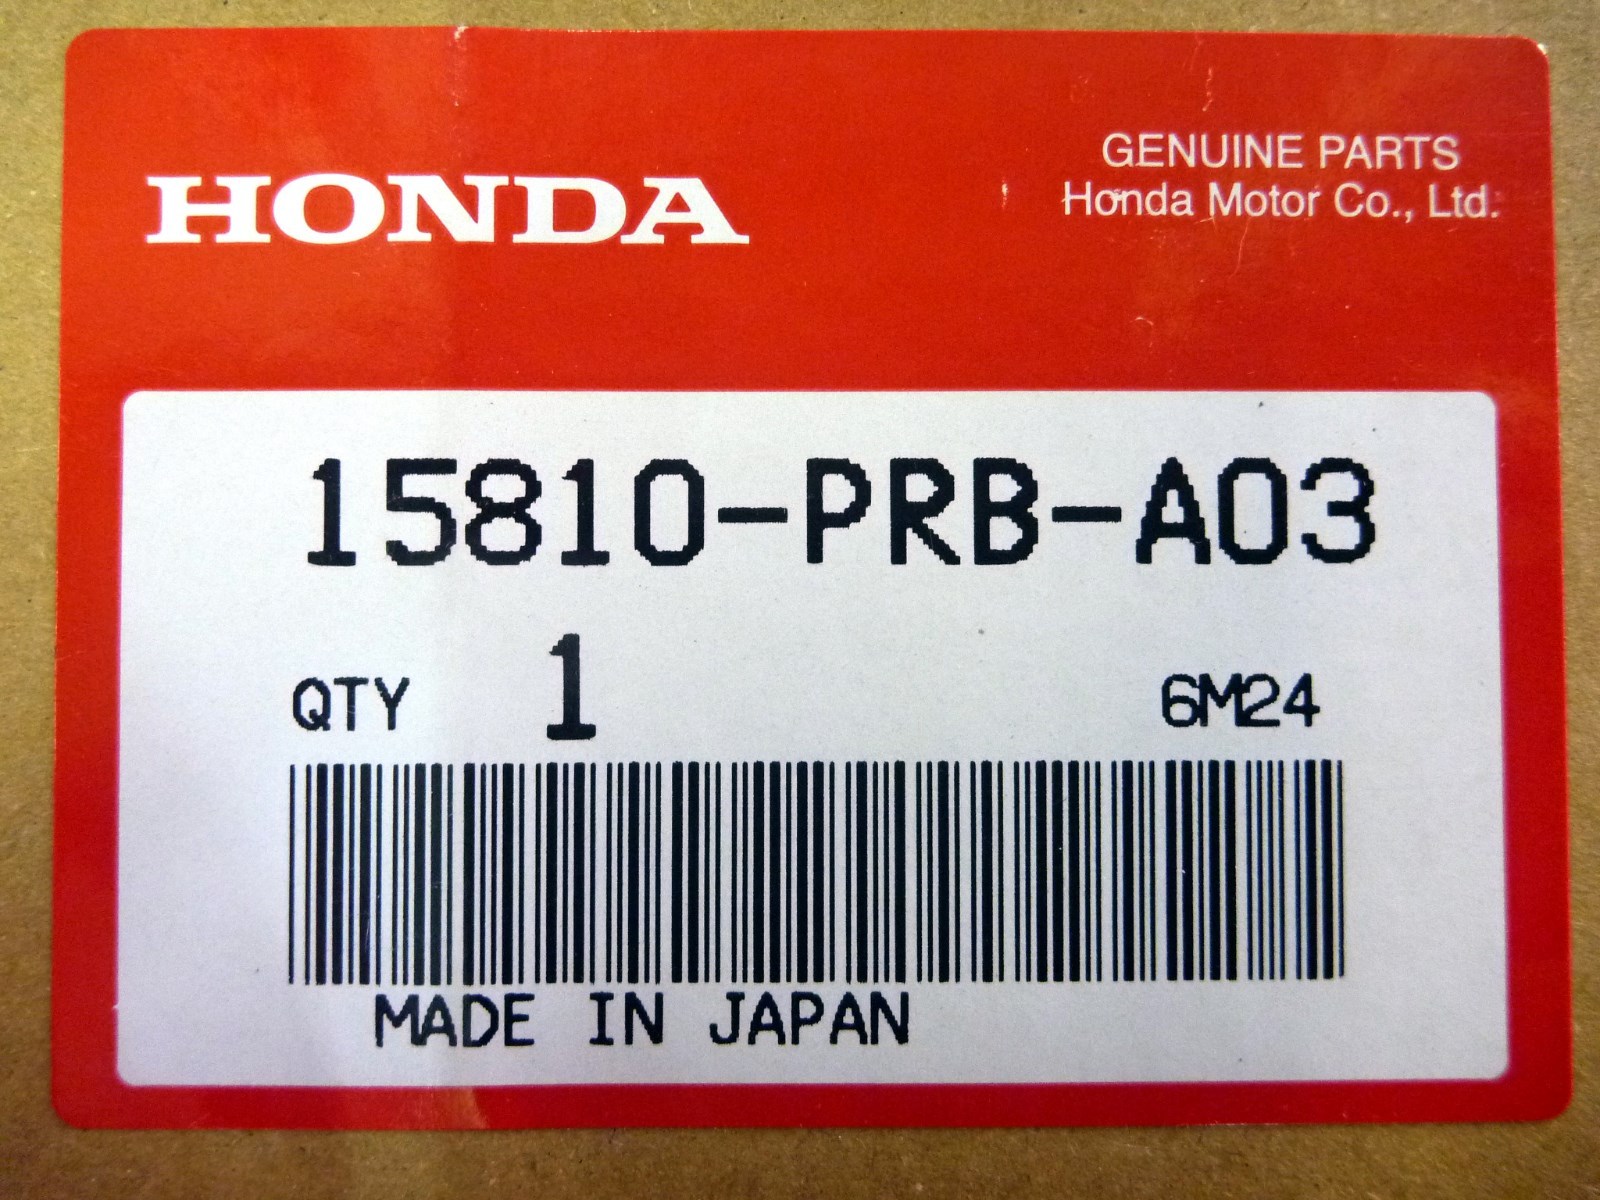 HONDA
GENUINE PARTS
Honda Motor Co., Ltd.
15810-PRB-A03
QTY 1 6M24
MADE IN JAPAN